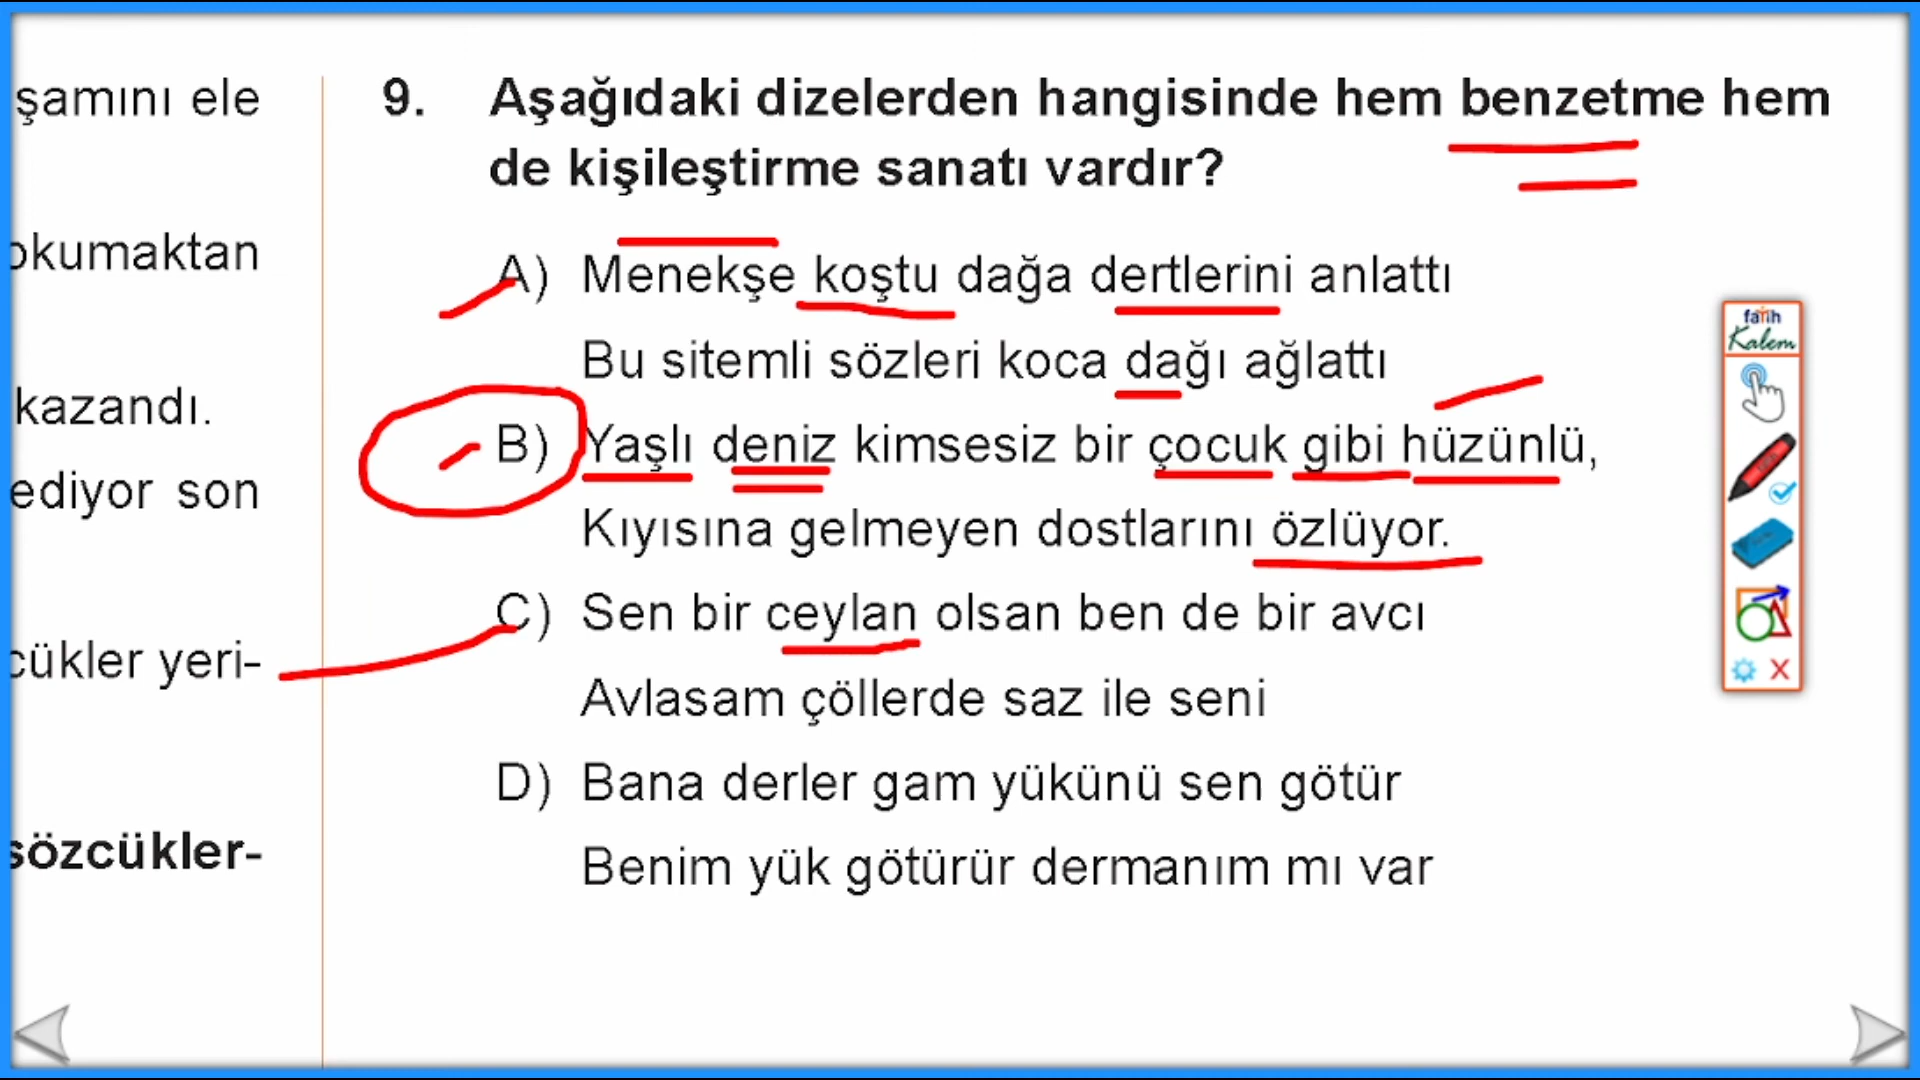 şamını ele
okumaktan
kazandı.
ediyor son
cükler yeri-
sözcükler-
9. Aşağıdaki dizelerden hangisinde hem benzetme hem
de kişileştirme sanatı vardır?
A) Menekşe koştu dağa dertlerini anlattı
Bu sitemli sözleri koca dağı ağlattı
B) Yaşlı deniz kimsesiz bir çocuk gibi hüzünlü,
Kıyısına gelmeyen dostlarını özlüyor.
C) Sen bir ceylan olsan ben de bir avcı
Avlasam çöllerde saz ile seni
D) Bana derler gam yükünü sen götür
Benim yük götürür dermanım mı var
fatih
Kalem